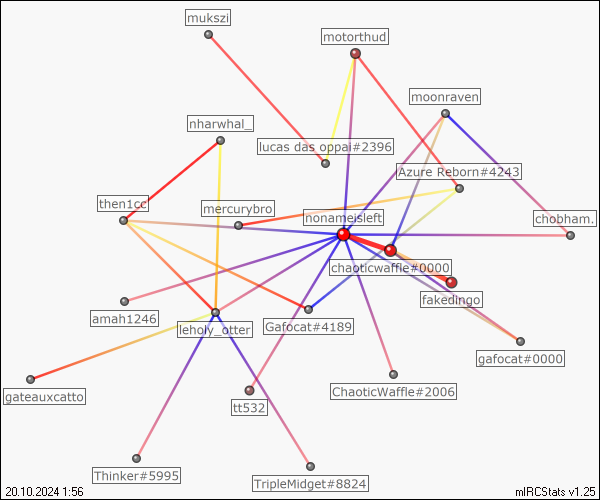 mukszi
motorthud
moonraven
nharwhal_
lucas das oppai#2396
Azure Reborn#4243
then1cc
mercurybro
nonameisleft
chobham.
chaoticwaffle#0000
fakedingo
amah1246
leholy_otter
Gafocat#4189
gafocat#0000
gateauxcatto
ChaoticWaffle#2006
tt532
Thinker#5995
TripleMidget#8824
20.10.2024 1:56
mIRCStats v1.25